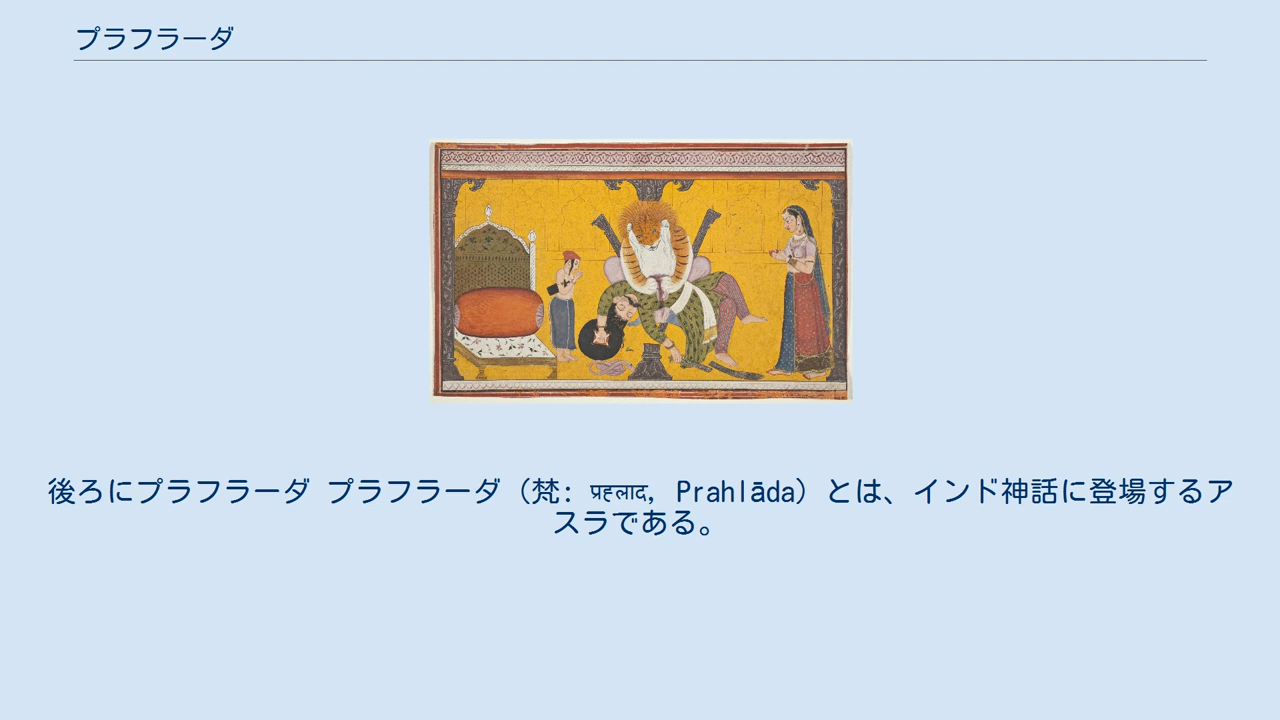 プラフラーダ
後ろにプラフラーダ プラフラーダ（梵: प्रह्लाद, Prahlāda）とは、インド神話に登場するア
スラである。